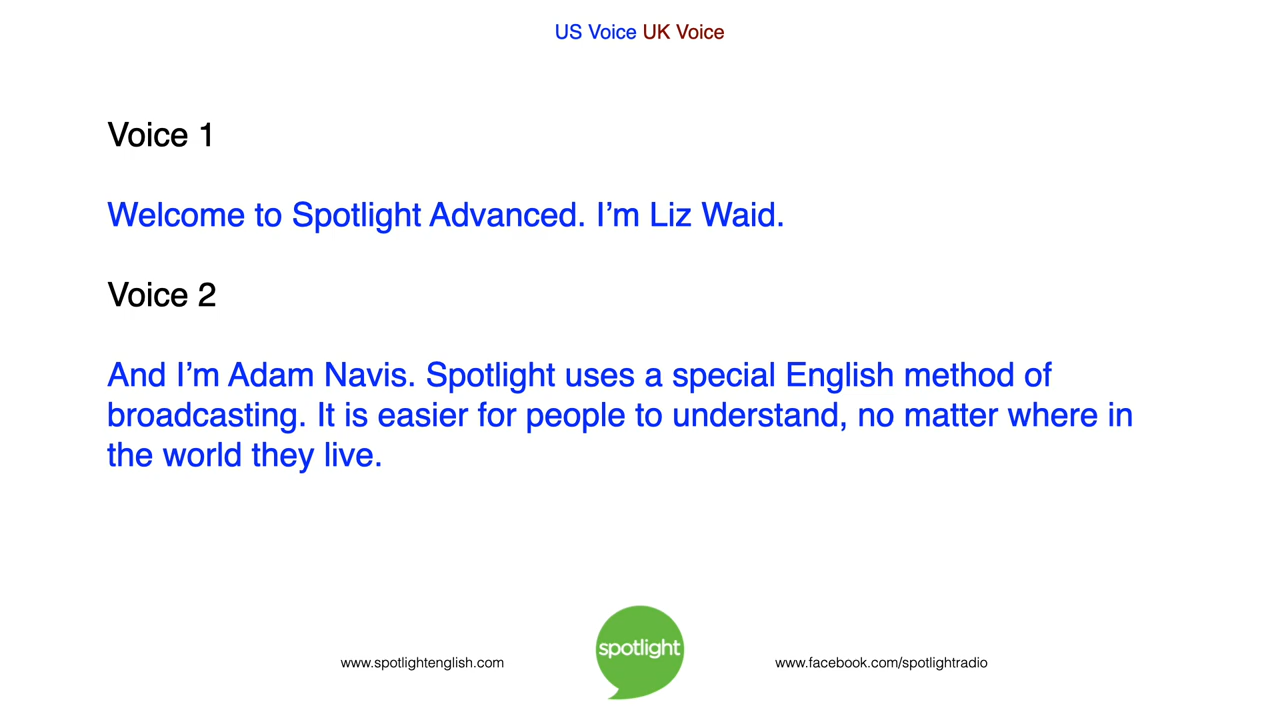 US Voice UK Voice
Voice 1
Welcome to Spotlight Advanced. I’m Liz Waid.
Voice 2
And I’m Adam Navis. Spotlight uses a special English method of
broadcasting. It is easier for people to understand, no matter where in
the world they live.
spotlight
www.spotlightenglish.com
www.facebook.com/spotlightradio